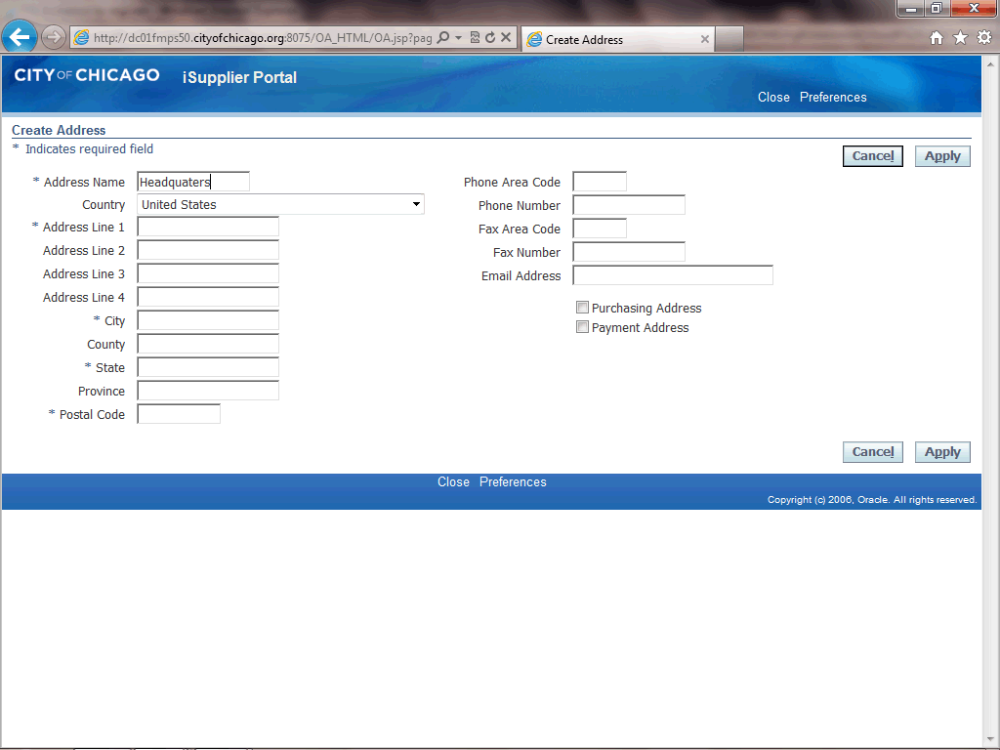 http://dc01fmps50.cityofchicago.org:8075/OA_HTML/OA.jsp?pag
Create Address
CITY OF CHICAGO iSupplier Portal
Close Preferences
Create Address
* Indicates required field
Cancel Apply
* Address Name Headquaters
Country United States
* Address Line 1
Address Line 2
Address Line 3
Address Line 4
* City
County
* State
Province
* Postal Code
Phone Area Code
Phone Number
Fax Area Code
Fax Number
Email Address
Purchasing Address
Payment Address
Cancel Apply
Close Preferences
Copyright (c) 2006, Oracle. All rights reserved.